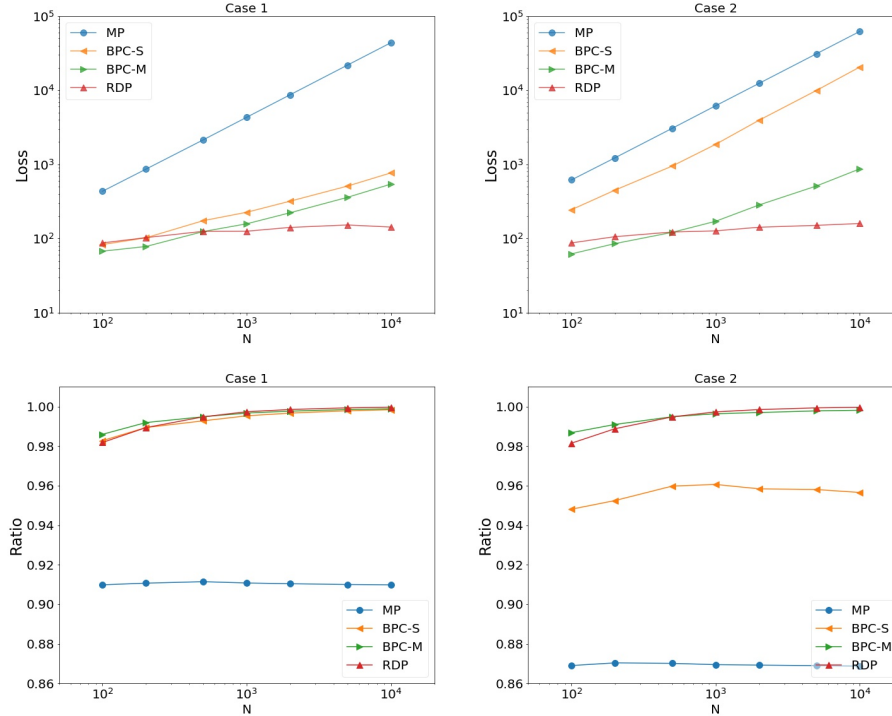 Case 1
10^5
10^4
10^3
10^2
10^1
Loss
MP
BPC-S
BPC-M
RDP
10^2
10^3
10^4
N
Case 2
10^5
10^4
10^3
10^2
10^1
Loss
MP
BPC-S
BPC-M
RDP
10^2
10^3
10^4
N
Case 1
1.00
0.98
0.96
0.94
0.92
0.90
0.88
0.86
Ratio
MP
BPC-S
BPC-M
RDP
10^2
10^3
10^4
N
Case 2
1.00
0.98
0.96
0.94
0.92
0.90
0.88
0.86
Ratio
MP
BPC-S
BPC-M
RDP
10^2
10^3
10^4
N